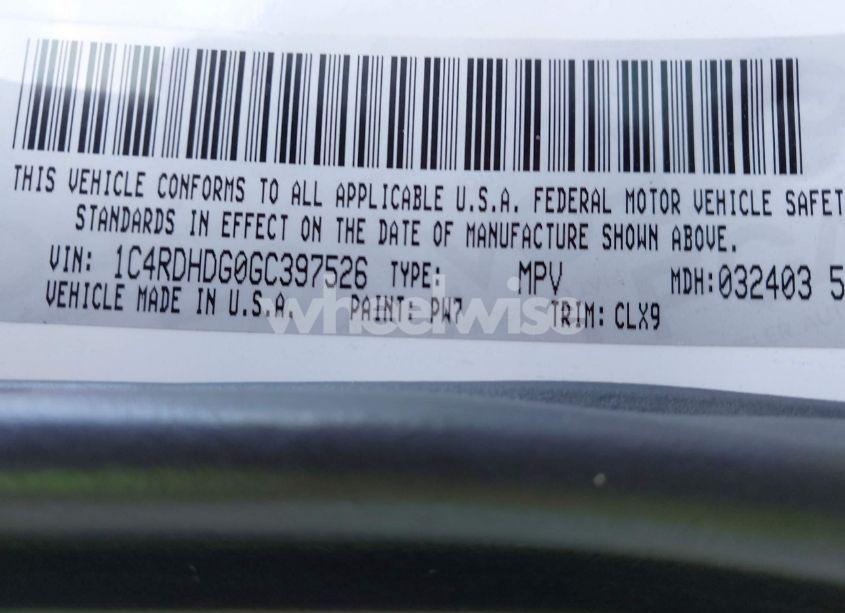 THIS VEHICLE CONFORMS TO ALL APPLICABLE U.S.A. FEDERAL MOTOR VEHICLE SAFET
STANDARDS IN EFFECT ON THE DATE OF MANUFACTURE SHOWN ABOVE.
VIN: 1C4RDHDG0GC397526 TYPE: MPV MDH: 032403 5
VEHICLE MADE IN U.S.A. PAINT: PW7 TRIM: CLX9
wheelwise